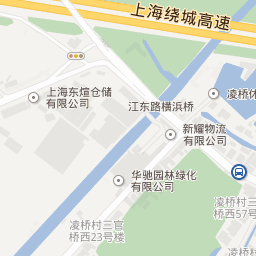 上海绕城高速
凌桥休
上海东煊仓储
有限公司
江东路横浜桥
新耀物流
有限公司
华驰园林绿化
有限公司
凌桥村三
桥西57号
凌桥村三官
桥西23号楼